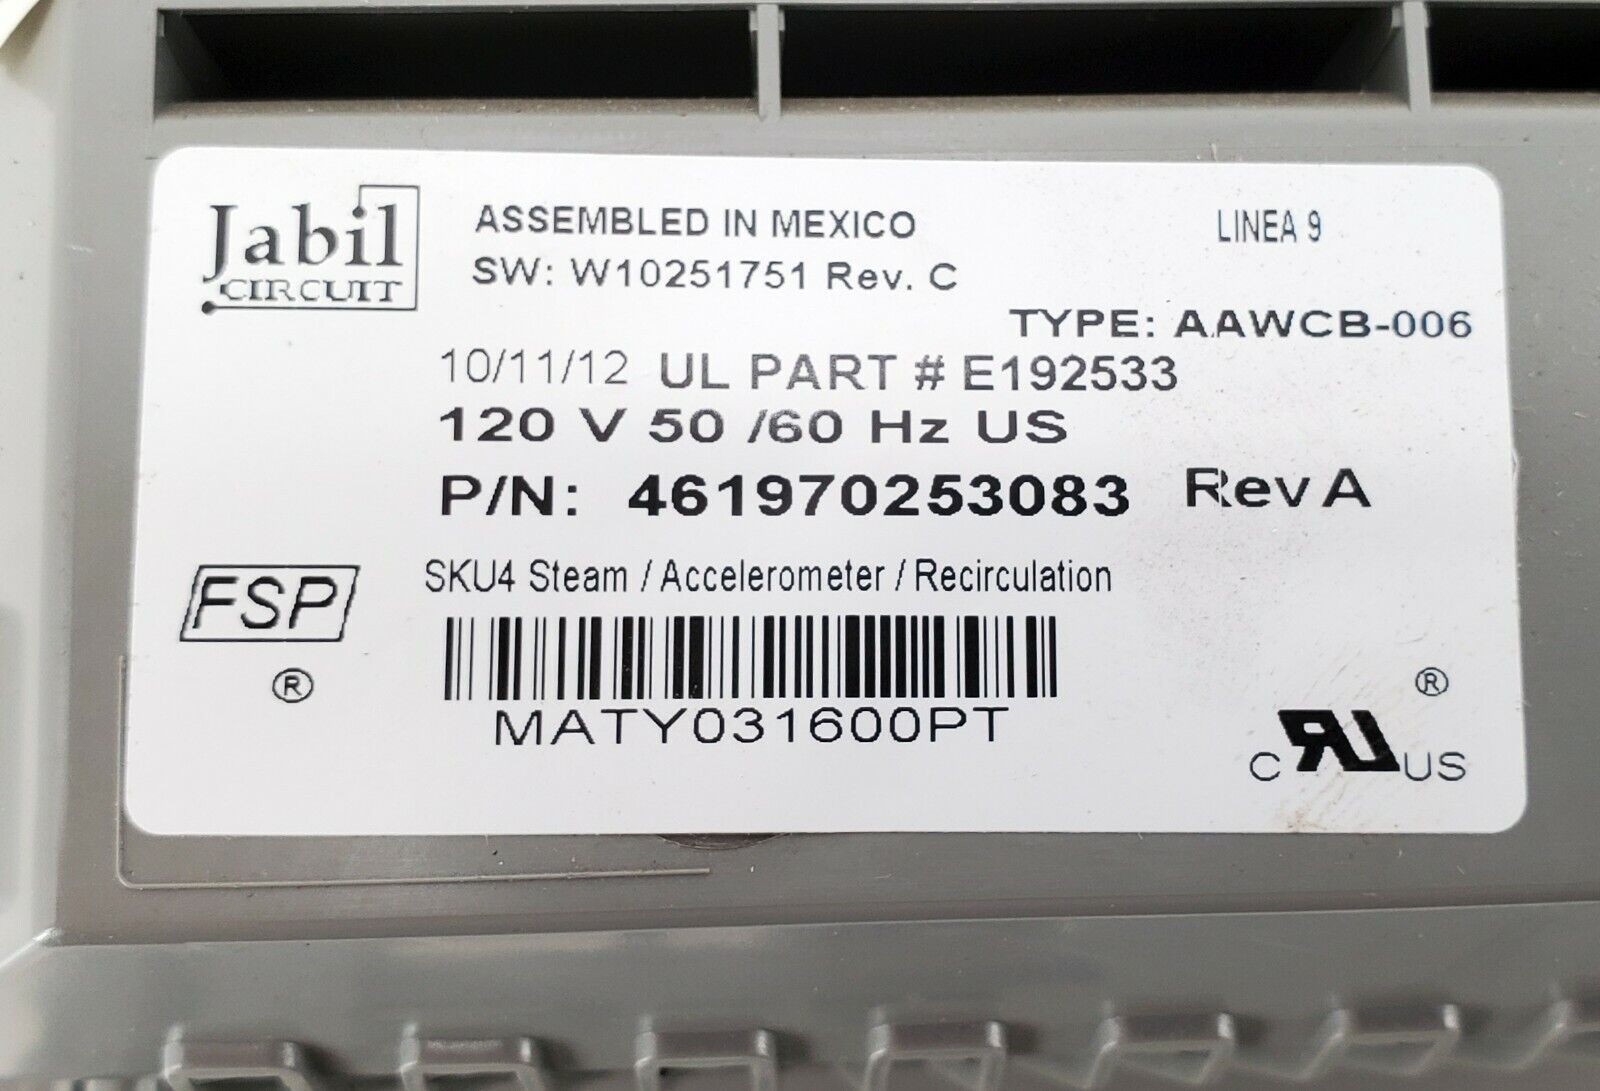 Jabil
CIRCUIT
ASSEMBLED IN MEXICO
LINEA 9
SW: W10251751 Rev. C
TYPE: AAWCB-006
10/11/12 UL PART # E192533
120 V 50 /60 Hz US
P/N: 461970253083 Rev A
FSP
®
SKU4 Steam / Accelerometer / Recirculation
MATY031600PT
®
C RU US